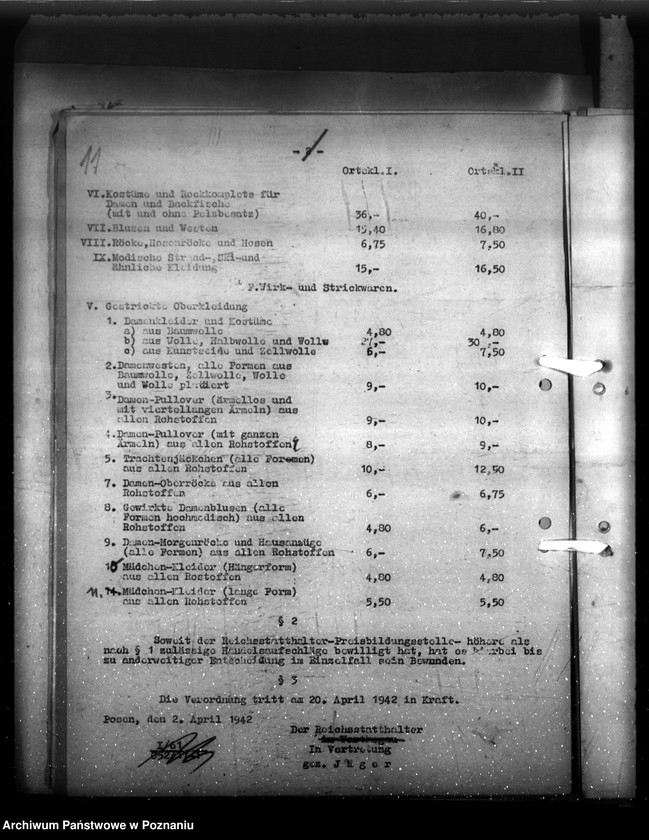 11
Ortskl.I. Ortskl.II
VI.Kostüme und Rockkomplets für
Damen und Backfische
(mit und ohne Pelzbesatz) 36,- 40,-
VII.Blusen und Westen 15,40 16,80
VIII.Röcke,Hosenröcke und Hosen 6,75 7,50
IX.Modische Strand-,Ski-und
ähnliche Kleidung 15,- 16,50
F.Wirk- und Strickwaren.
V. Gestrickte Oberkleidung
1. Damenkleider und Kostüme
a) aus Baumwolle 4,80 4,80
b) aus Wolle, Halbwolle und Wolle 30,-
c) aus Kunstseide und Zellwolle 6,- 7,50
2.Damenwesten, alle Formen aus
Baumwolle, Zellwolle, Wolle
und Wolle plattiert 9,- 10,-
3.Damen-Pullover (ärmellos und
mit viertellangen Ärmeln) aus
allen Rohstoffen 9,- 10,-
4.Damen-Pullover (mit ganzen
Ärmeln) aus allen Rohstoffen 8,- 9,-
5. Trachtenjäckchen (alle Formen)
aus allen Rohstoffen 10,- 12,50
7. Damen-Oberröcke aus allen
Rohstoffen 6,- 6,75
8. Gewirkte Damenblusen (alle
Formen hochmodisch) aus allen
Rohstoffen 4,80 6,-
9. Damen-Morgenröcke und Hausanzüge
(alle Formen) aus allen Rohstoffen 6,- 7,50
10 Mädchen-Kleider (Hängerform)
aus allen Rostoffen 4,80 4,80
11. Mädchen-Kleider (lange Form)
aus allen Rohstoffen 5,50 5,50
§ 2
Soweit der Reichsstatthalter-Preisbildungsstelle- höhere als
nach § 1 zulässige Handelsaufschläge bewilligt hat, hat es hierbei bis
zu anderweitiger Entscheidung im Einzelfall sein Bewenden.
§ 3
Die Verordnung tritt am 20. April 1942 in Kraft.
Posen, den 2. April 1942
Der Reichsstatthalter
im Warthegau
In Vertretung
gez. J ä g e r
Archiwum Państwowe w Poznaniu